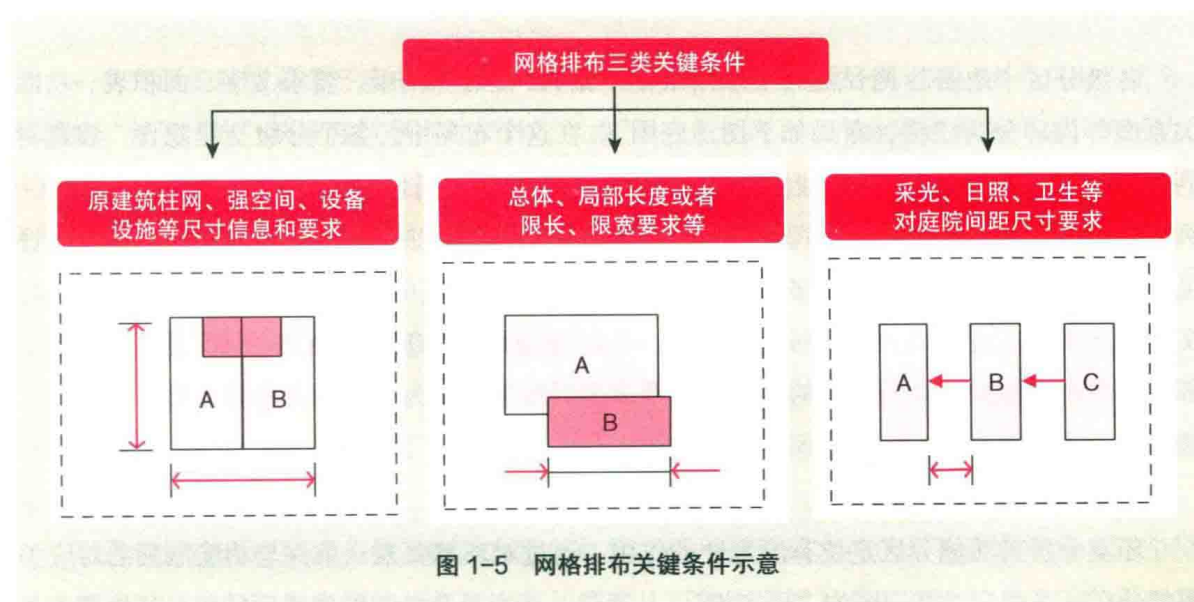 网格排布三类关键条件
原建筑柱网、强空间、设备
设施等尺寸信息和要求
总体、局部长度或者
限长、限宽要求等
采光、日照、卫生等
对庭院间距尺寸要求
A
B
A
B
A
B
C
图 1-5 网格排布关键条件示意